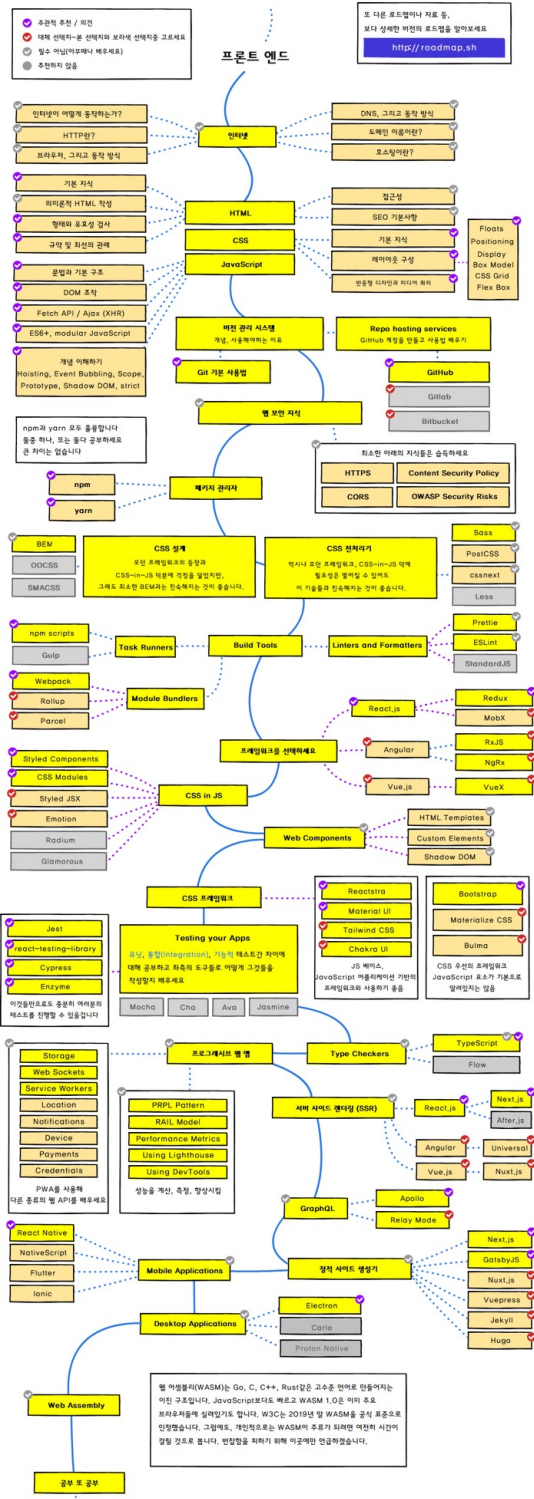 주관적 추천 / 의견
대체 선택지-본 선택지와 보라색 선택지중 고르세요
필수 아님(아무때나 배우세요)
추천하지 않음
또 다른 로드맵이나 자료 등,
보다 상세한 버전의 로드맵을 알아보세요
http://roadmap.sh
프론트 엔드
인터넷이 어떻게 동작하는가?
HTTP란?
브라우저, 그리고 동작 방식
인터넷
DNS, 그리고 동작 방식
도메인 이름이란?
호스팅이란?
기본 지식
의미론적 HTML 작성
형태와 유효성 검사
규약 및 최선의 관례
HTML
CSS
JavaScript
접근성
SEO 기본사항
기본 지식
레이아웃 구성
반응형 디자인과 미디어 쿼리
Floats
Positioning
Display
Box Model
CSS Grid
Flex Box
문법과 기본 구조
DOM 조작
Fetch API / Ajax (XHR)
ES6+, modular JavaScript
개념 이해하기
Hoisting, Event Bubbling, Scope,
Prototype, Shadow DOM, strict
버전 관리 시스템
개념, 사용해야하는 이유
Repo hosting services
GitHub 계정을 만들고 사용법 배우기
Git 기본 사용법
GitHub
Gitlab
Bitbucket
웹 보안 지식
최소한 아래의 지식들은 습득하세요
HTTPS
Content Security Policy
CORS
OWASP Security Risks
npm과 yarn 모두 훌륭합니다
둘중 하나, 또는 둘다 공부하세요
큰 차이는 없습니다
npm
yarn
패키지 관리자
BEM
OOCSS
SMACSS
CSS 설계
모던 프레임워크의 등장과
CSS-in-JS 덕분에 걱정을 덜었지만,
그래도 최소한 BEM과는 친숙해지는 것이 좋습니다.
CSS 전처리기
역시나 모던 프레임워크, CSS-in-JS 덕에
필요성은 떨어질 수 있어도
이 기술들과 친숙해지는 것이 좋습니다.
Sass
PostCSS
cssnext
Less
npm scripts
Gulp
Task Runners
Build Tools
Linters and Formatters
Prettie
ESLint
StandardJS
Webpack
Rollup
Parcel
Module Bundlers
프레임워크를 선택하세요
React.js
Redux
MobX
Angular
RxJS
NgRx
Vue.js
VueX
Styled Components
CSS Modules
Styled JSX
Emotion
Radium
Glamorous
CSS in JS
Web Components
HTML Templates
Custom Elements
Shadow DOM
CSS 프레임워크
Reactstra
Material UI
Tailwind CSS
Chakra UI
JS 베이스,
JavaScript 어플리케이션 기반의
프레임워크와 사용하기 좋음
Bootstrap
Materialize CSS
Bulma
CSS 우선의 프레임워크
JavaScript 요소가 기본으로
딸려있지는 않음
Jest
react-testing-library
Cypress
Enzyme
이것들만으로도 충분히 여러분의
테스트를 진행할 수 있을겁니다
Testing your Apps
유닛, 통합(Integration), 기능적 테스트간 차이에
대해 공부하고 좌측의 도구들로 어떻게 그것들을
작성할지 배우세요
Mocha
Cha
Ava
Jasmine
프로그레시브 웹 앱
Type Checkers
TypeScript
Flow
Storage
Web Sockets
Service Workers
Location
Notifications
Device
Payments
Credentials
PWA를 사용해
다른 종류의 웹 API를 배우세요
PRPL Pattern
RAIL Model
Performance Metrics
Using Lighthouse
Using DevTools
성능을 계산, 측정, 향상시킴
서버 사이드 렌더링 (SSR)
React.js
Next.js
After.js
Angular
Universal
Vue.js
Nuxt.js
GraphQL
Apollo
Relay Mode
React Native
NativeScript
Flutter
Ionic
Mobile Applications
정적 사이트 생성기
Next.js
GatsbyJS
Nuxt.js
Vuepress
Jekyll
Hugo
Desktop Applications
Electron
Carlo
Proton Native
Web Assembly
웹 어셈블리(WASM)는 Go, C, C++, Rust같은 고수준 언어로 만들어지는
이진 구조입니다. JavaScript보다도 빠르고 WASM 1.0은 이미 주요
브라우저들에 실려있기도 합니다. W3C는 2019년 말 WASM을 공식 표준으로
인정했습니다. 그럼에도, 개인적으로는 WASM이 주류가 되려면 여전히 시간이
걸릴 것으로 봅니다. 번잡함을 피하기 위해 이곳에만 언급하겠습니다.
공부 또 공부